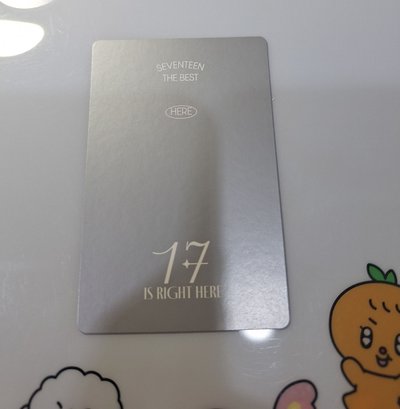 SEVENTEEN
THE BEST
HERE
17
IS RIGHT HERE